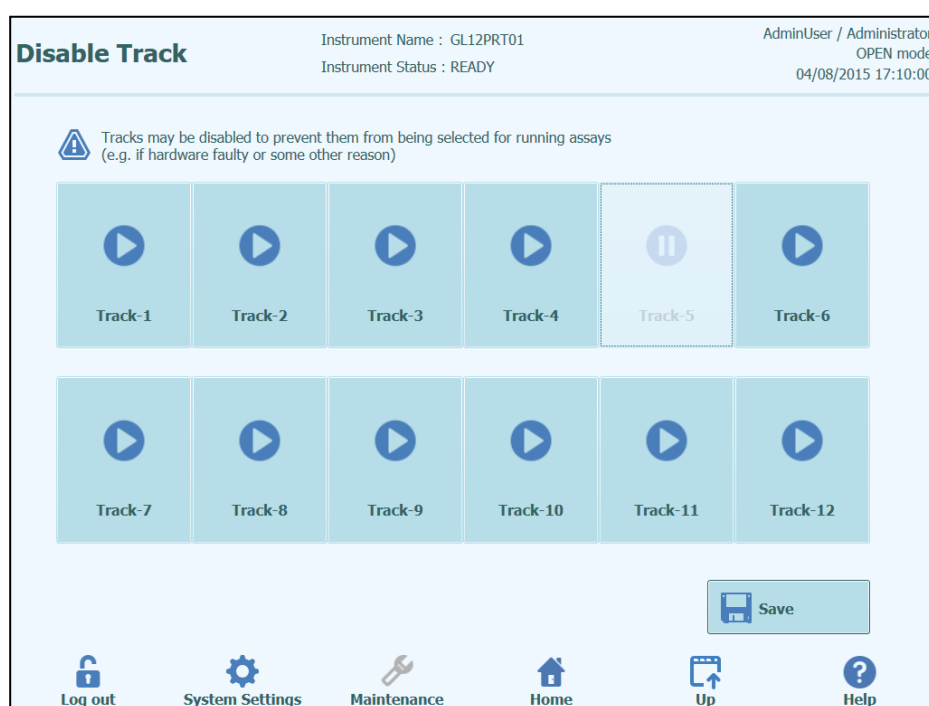 Disable Track
Instrument Name : GL12PRT01
Instrument Status : READY
AdminUser / Administrator
OPEN mode
04/08/2015 17:10:00
Tracks may be disabled to prevent them from being selected for running assays
(e.g. if hardware faulty or some other reason)
Track-1 Track-2 Track-3 Track-4 Track-5 Track-6
Track-7 Track-8 Track-9 Track-10 Track-11 Track-12
Save
Log out System Settings Maintenance Home Up Help